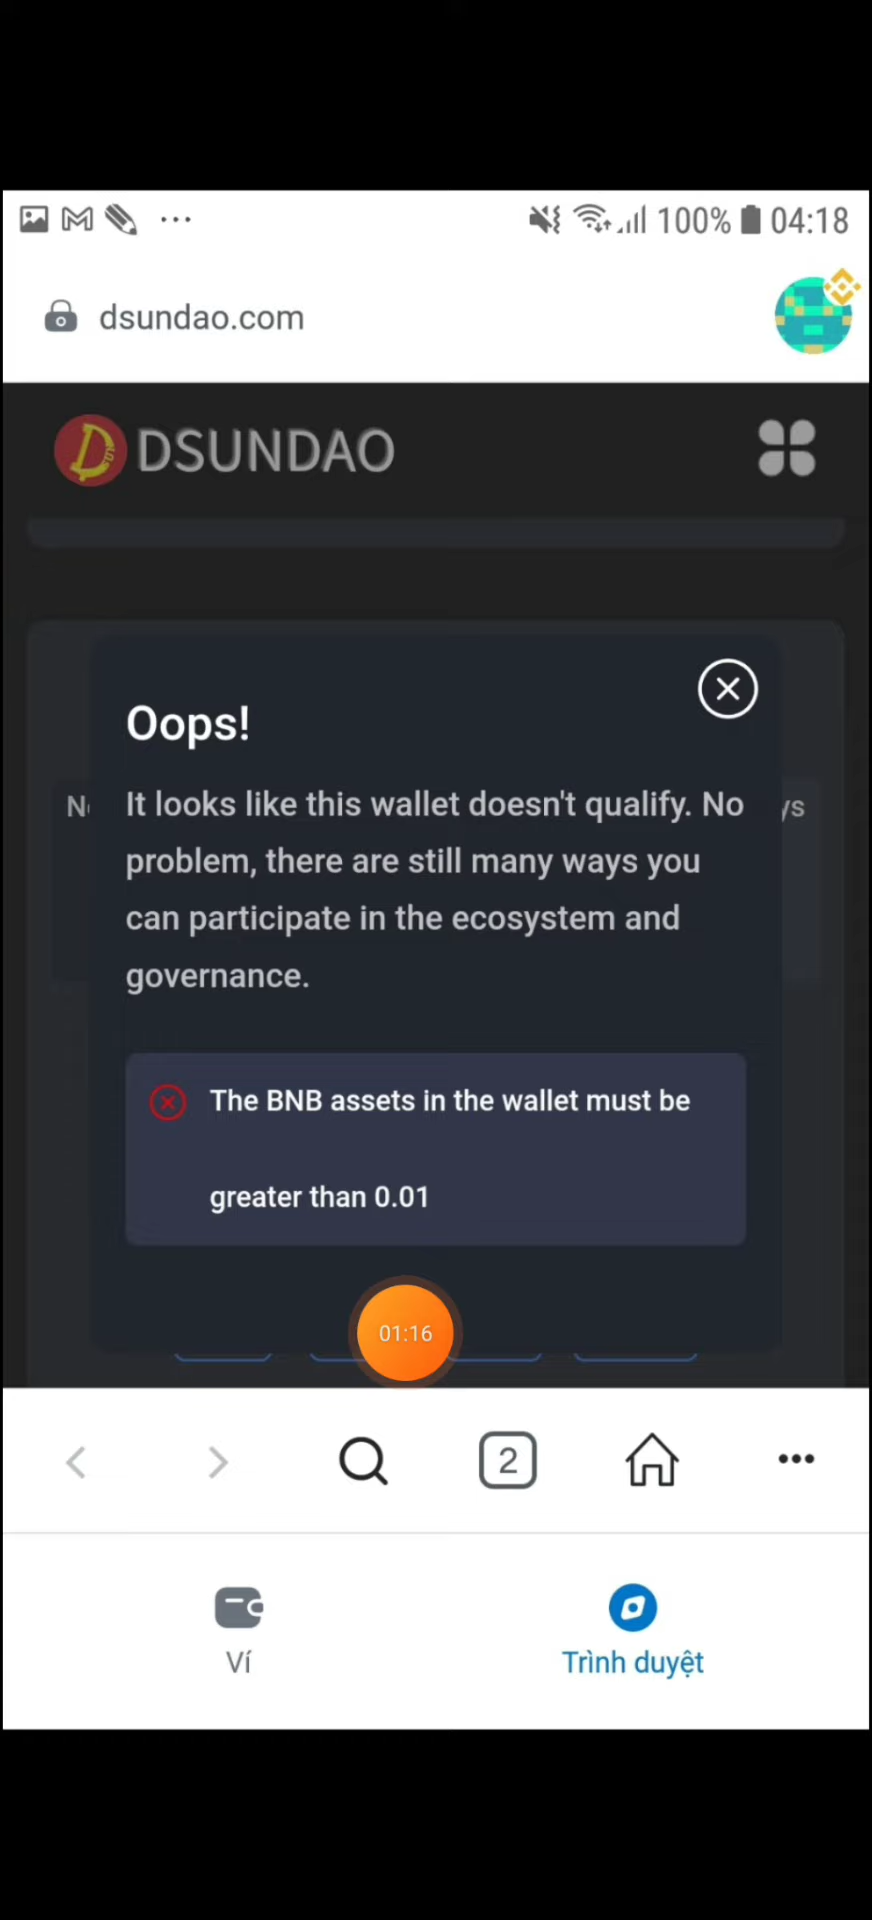 100% 04:18
dsundao.com
DSUNDAO
Oops!
It looks like this wallet doesn't qualify. No
problem, there are still many ways you
can participate in the ecosystem and
governance.
The BNB assets in the wallet must be
greater than 0.01
01:16
2
Ví
Trình duyệt